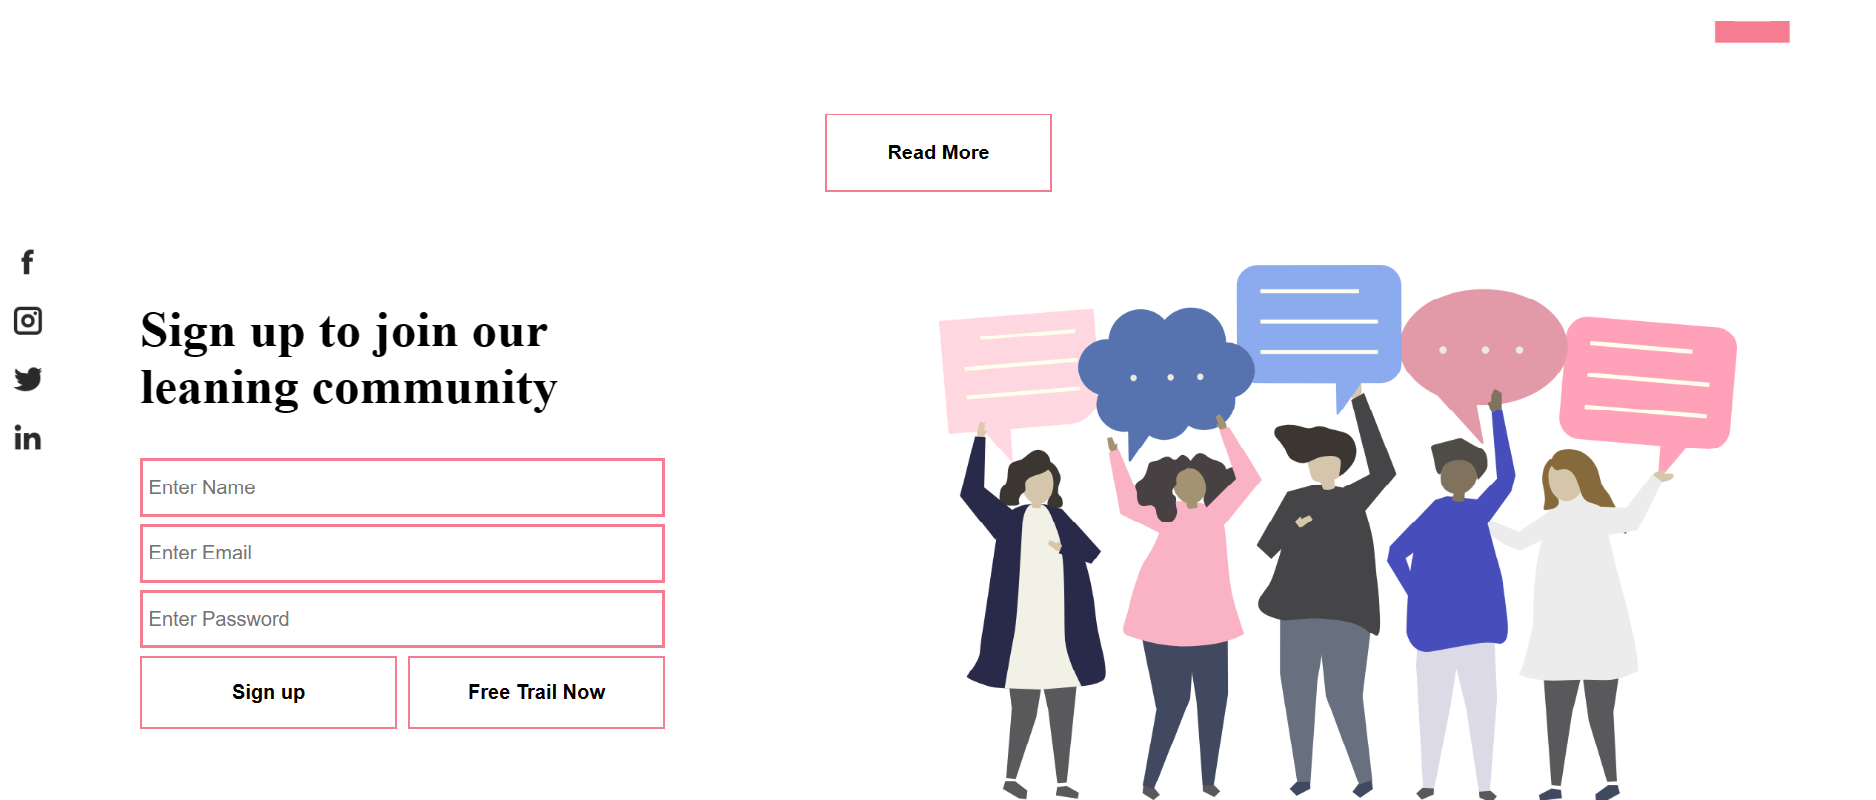 Read More
Sign up to join our
leaning community
Enter Name
Enter Email
Enter Password
Sign up
Free Trail Now